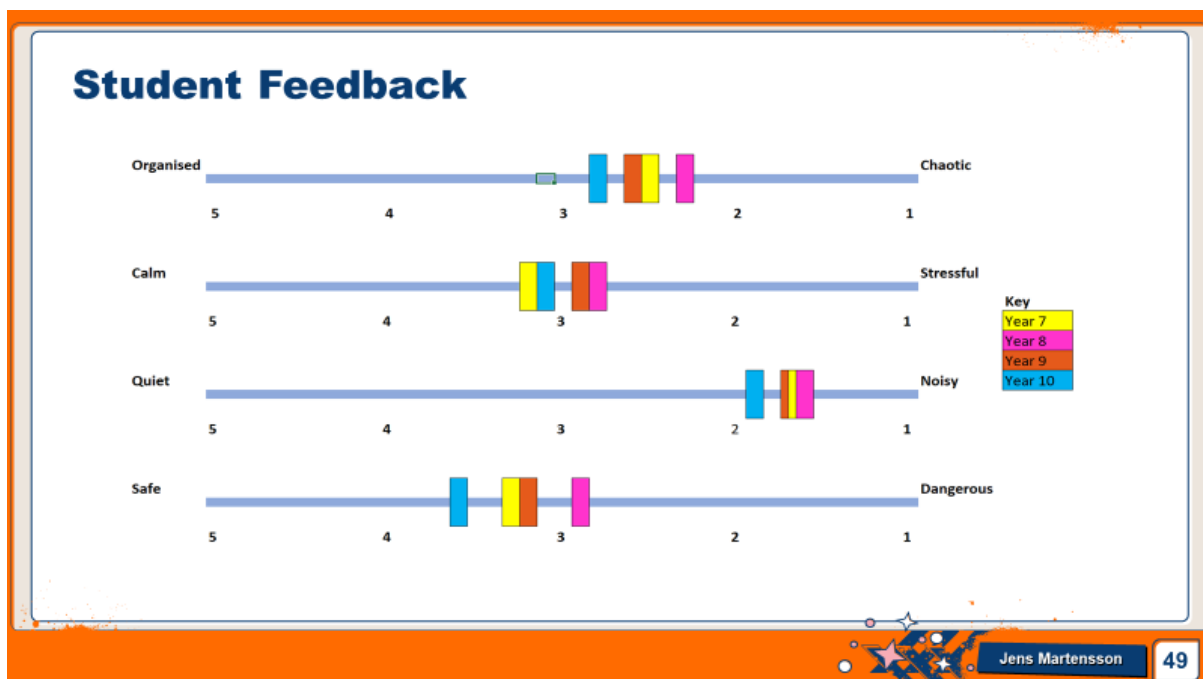 Student Feedback
Organised Chaotic
5 4 3 2 1
Calm Stressful
5 4 3 2 1
Key
Year 7
Year 8
Year 9
Year 10
Quiet Noisy
5 4 3 2 1
Safe Dangerous
5 4 3 2 1
Jens Martensson 49